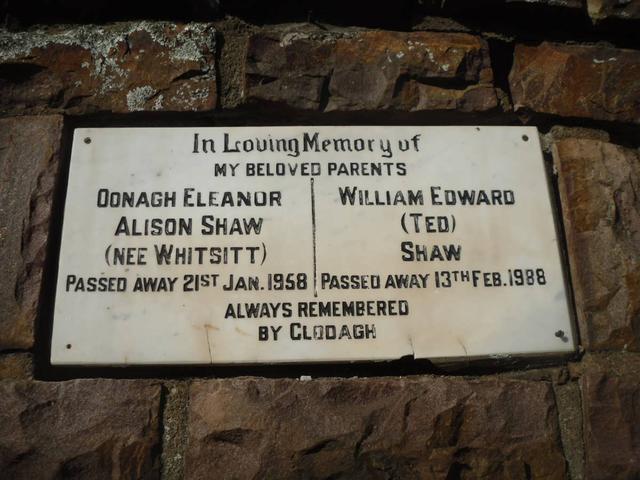 In Loving Memory of
MY BELOVED PARENTS
OONAGH ELEANOR
ALISON SHAW
(NEE WHITSITT)
PASSED AWAY 21ST JAN. 1958
WILLIAM EDWARD
(TED)
SHAW
PASSED AWAY 13TH FEB. 1988
ALWAYS REMEMBERED
BY CLODAGH